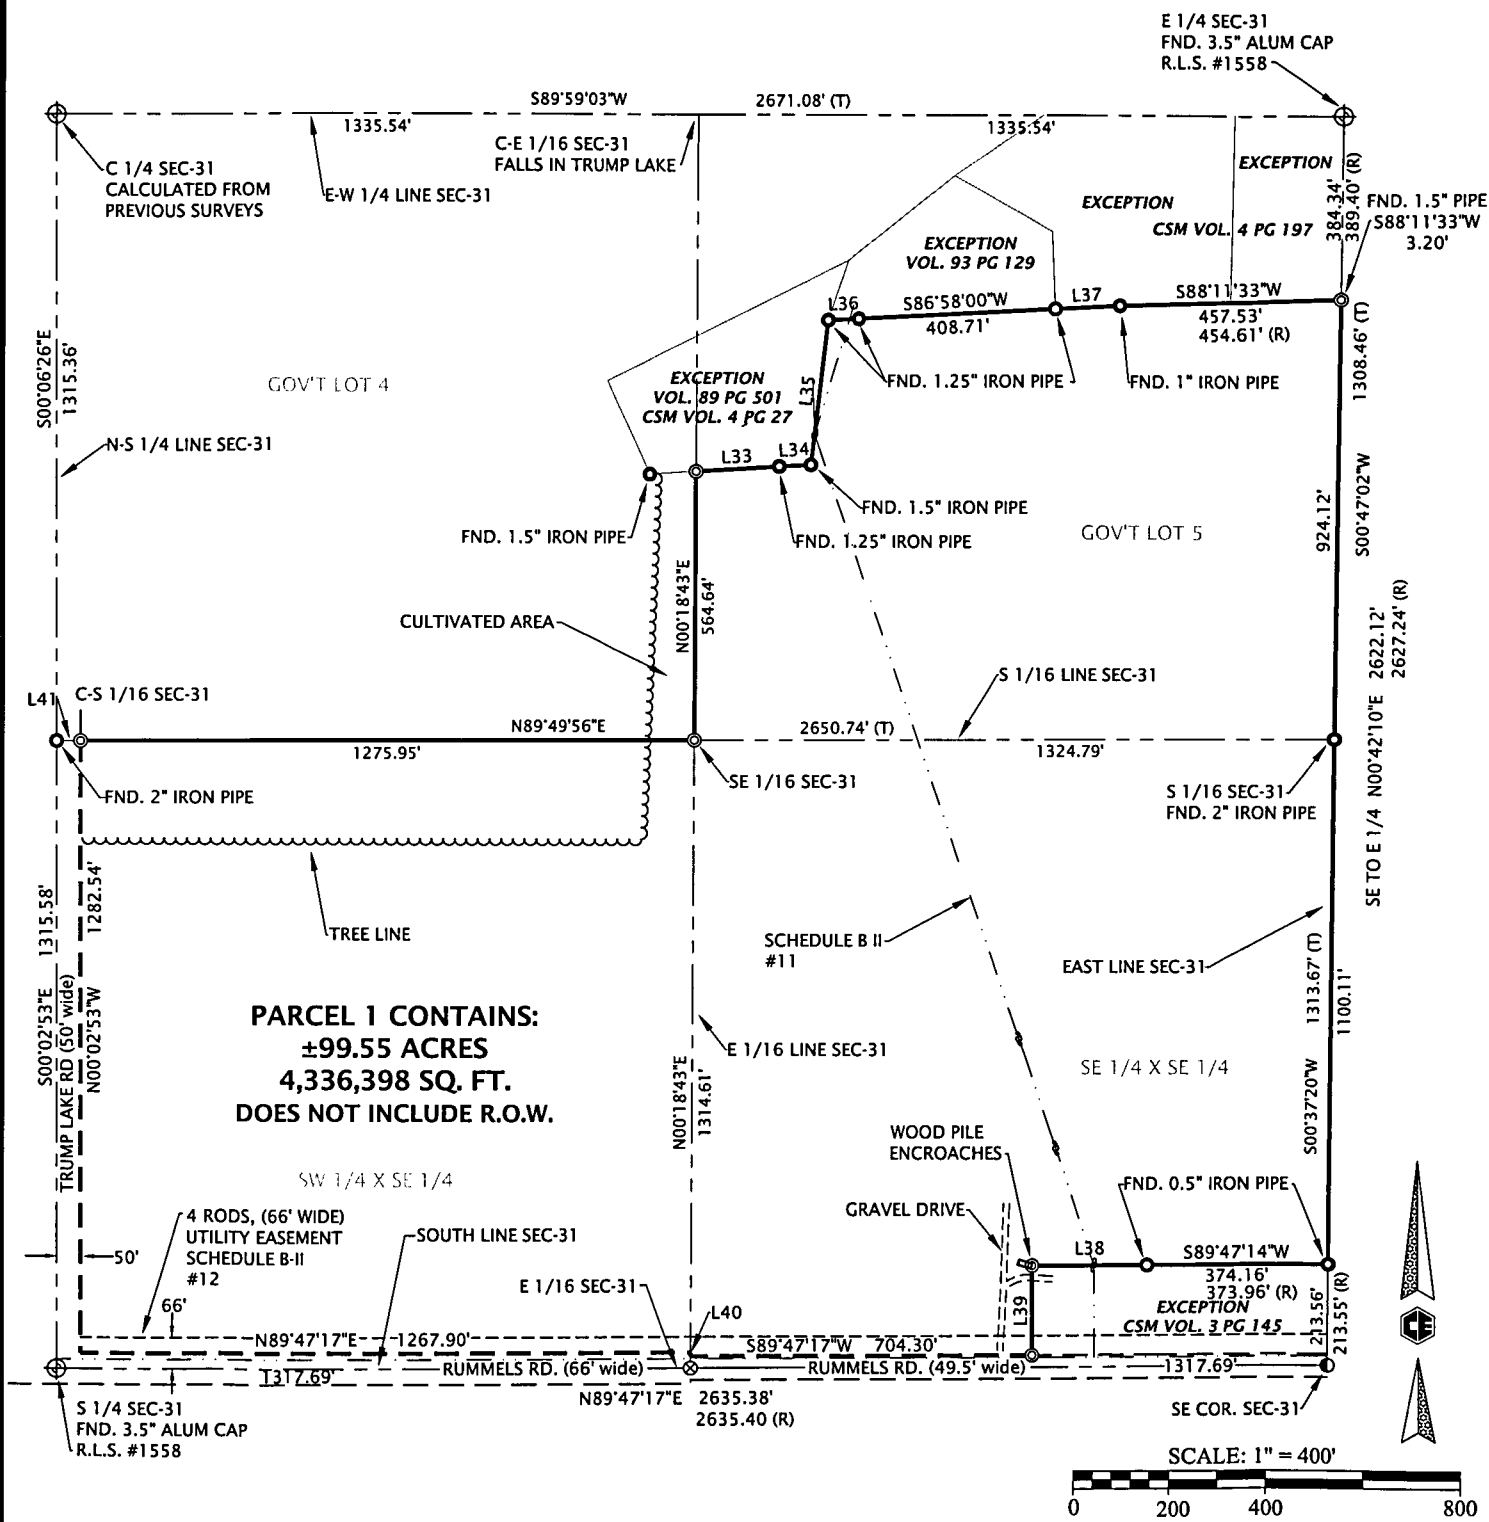 E 1/4 SEC-31
FND. 3.5" ALUM CAP
R.L.S. #1558
S89°59'03"W 2671.08' (T)
1335.54'
1335.54'
C-E 1/16 SEC-31
FALLS IN TRUMP LAKE
C 1/4 SEC-31
CALCULATED FROM
PREVIOUS SURVEYS
E-W 1/4 LINE SEC-31
EXCEPTION
EXCEPTION
CSM VOL. 4 PG 197
384.34'
389.40' (R)
FND. 1.5" PIPE
S88°11'33"W
3.20'
EXCEPTION
VOL. 93 PG 129
L36
S86°58'00"W
408.71'
L37
S88°11'33"W
457.53'
454.61' (R)
S00°06'26"E
1315.36'
GOV'T LOT 4
EXCEPTION
VOL. 89 PG 501
CSM VOL. 4 PG 27
L35
FND. 1.25" IRON PIPE
FND. 1" IRON PIPE
1308.46' (T)
N-S 1/4 LINE SEC-31
L33
L34
FND. 1.5" IRON PIPE
FND. 1.5" IRON PIPE
FND. 1.25" IRON PIPE
GOV'T LOT 5
924.12'
S00°47'02"W
N00°18'43"E
564.64'
CULTIVATED AREA
SE TO E 1/4 N00°42'10"E 2622.12'
2627.24' (R)
S 1/16 LINE SEC-31
L41
C-S 1/16 SEC-31
N89°49'56"E
1275.95'
2650.74' (T)
1324.79'
FND. 2" IRON PIPE
SE 1/16 SEC-31
S 1/16 SEC-31
FND. 2" IRON PIPE
1315.58'
S00°02'53"E
1282.54'
N00°02'53"W
TRUMP LAKE RD (50' wide)
TREE LINE
SCHEDULE B II
#11
EAST LINE SEC-31
1313.67' (T)
1100.11'
S00°37'20"W
PARCEL 1 CONTAINS:
±99.55 ACRES
4,336,398 SQ. FT.
DOES NOT INCLUDE R.O.W.
E 1/16 LINE SEC-31
N00°18'43"E
1314.61'
SE 1/4 X SE 1/4
SW 1/4 X SE 1/4
WOOD PILE
ENCROACHES
GRAVEL DRIVE
FND. 0.5" IRON PIPE
4 RODS, (66' WIDE)
UTILITY EASEMENT
SCHEDULE B-II
#12
SOUTH LINE SEC-31
50'
66'
E 1/16 SEC-31
L40
L38
S89°47'14"W
374.16'
373.96' (R)
L39
EXCEPTION
CSM VOL. 3 PG 145
213.56'
213.55' (R)
N89°47'17"E 1267.90'
S89°47'17"W 704.30'
RUMMELS RD. (66' wide)
RUMMELS RD. (49.5' wide)
1317.69'
1317.69'
N89°47'17"E 2635.38'
2635.40 (R)
S 1/4 SEC-31
FND. 3.5" ALUM CAP
R.L.S. #1558
SE COR. SEC-31
CE
SCALE: 1" = 400'
0 200 400 800